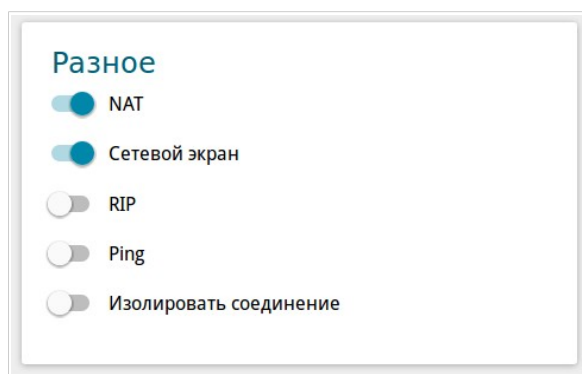 Разное
NAT
Сетевой экран
RIP
Ping
Изолировать соединение